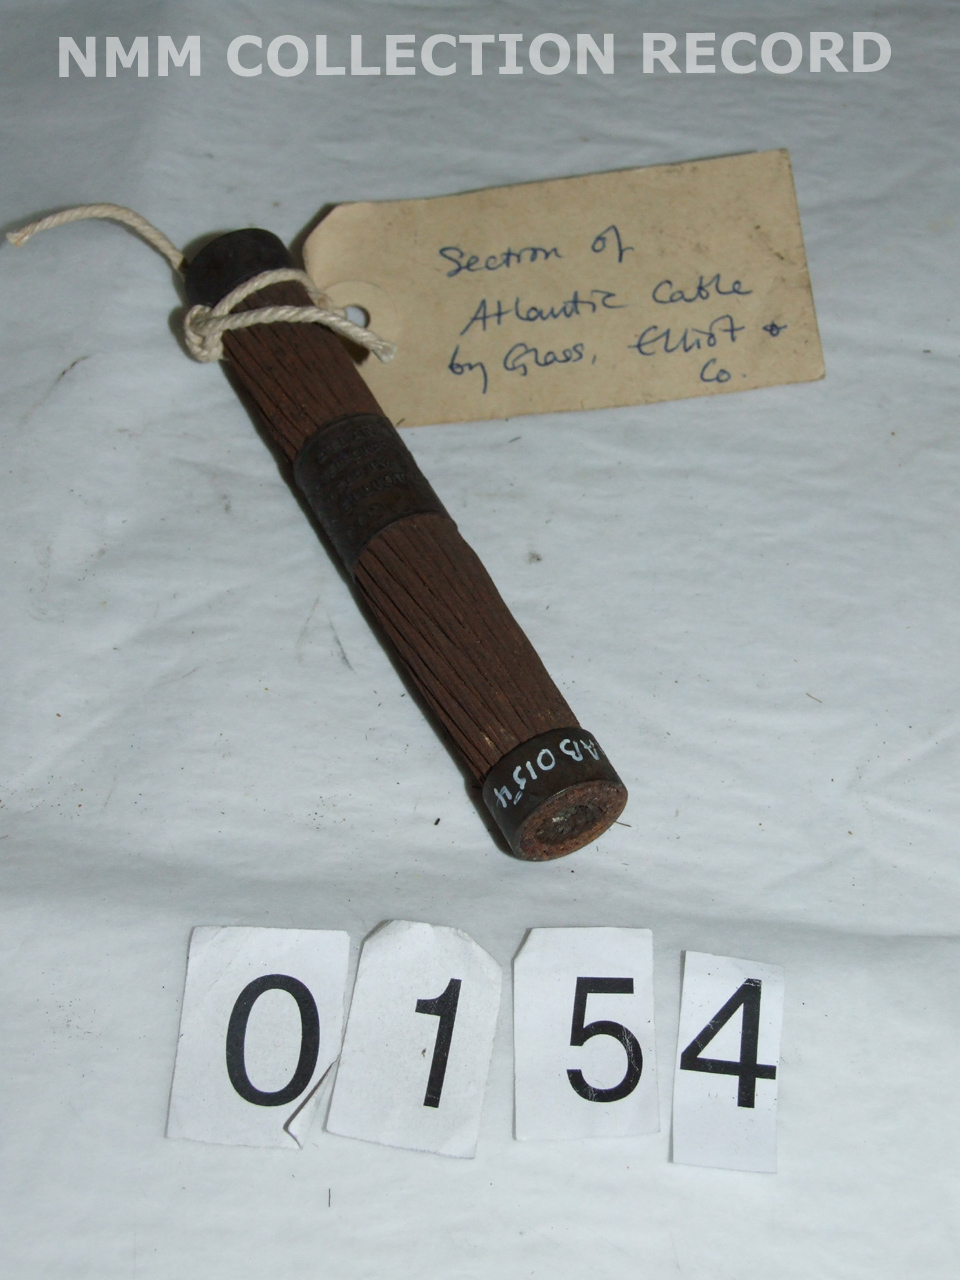 NMM COLLECTION RECORD
Section of
Atlantic Cable
by Glass, Elliot &
Co.
AB0154
0154